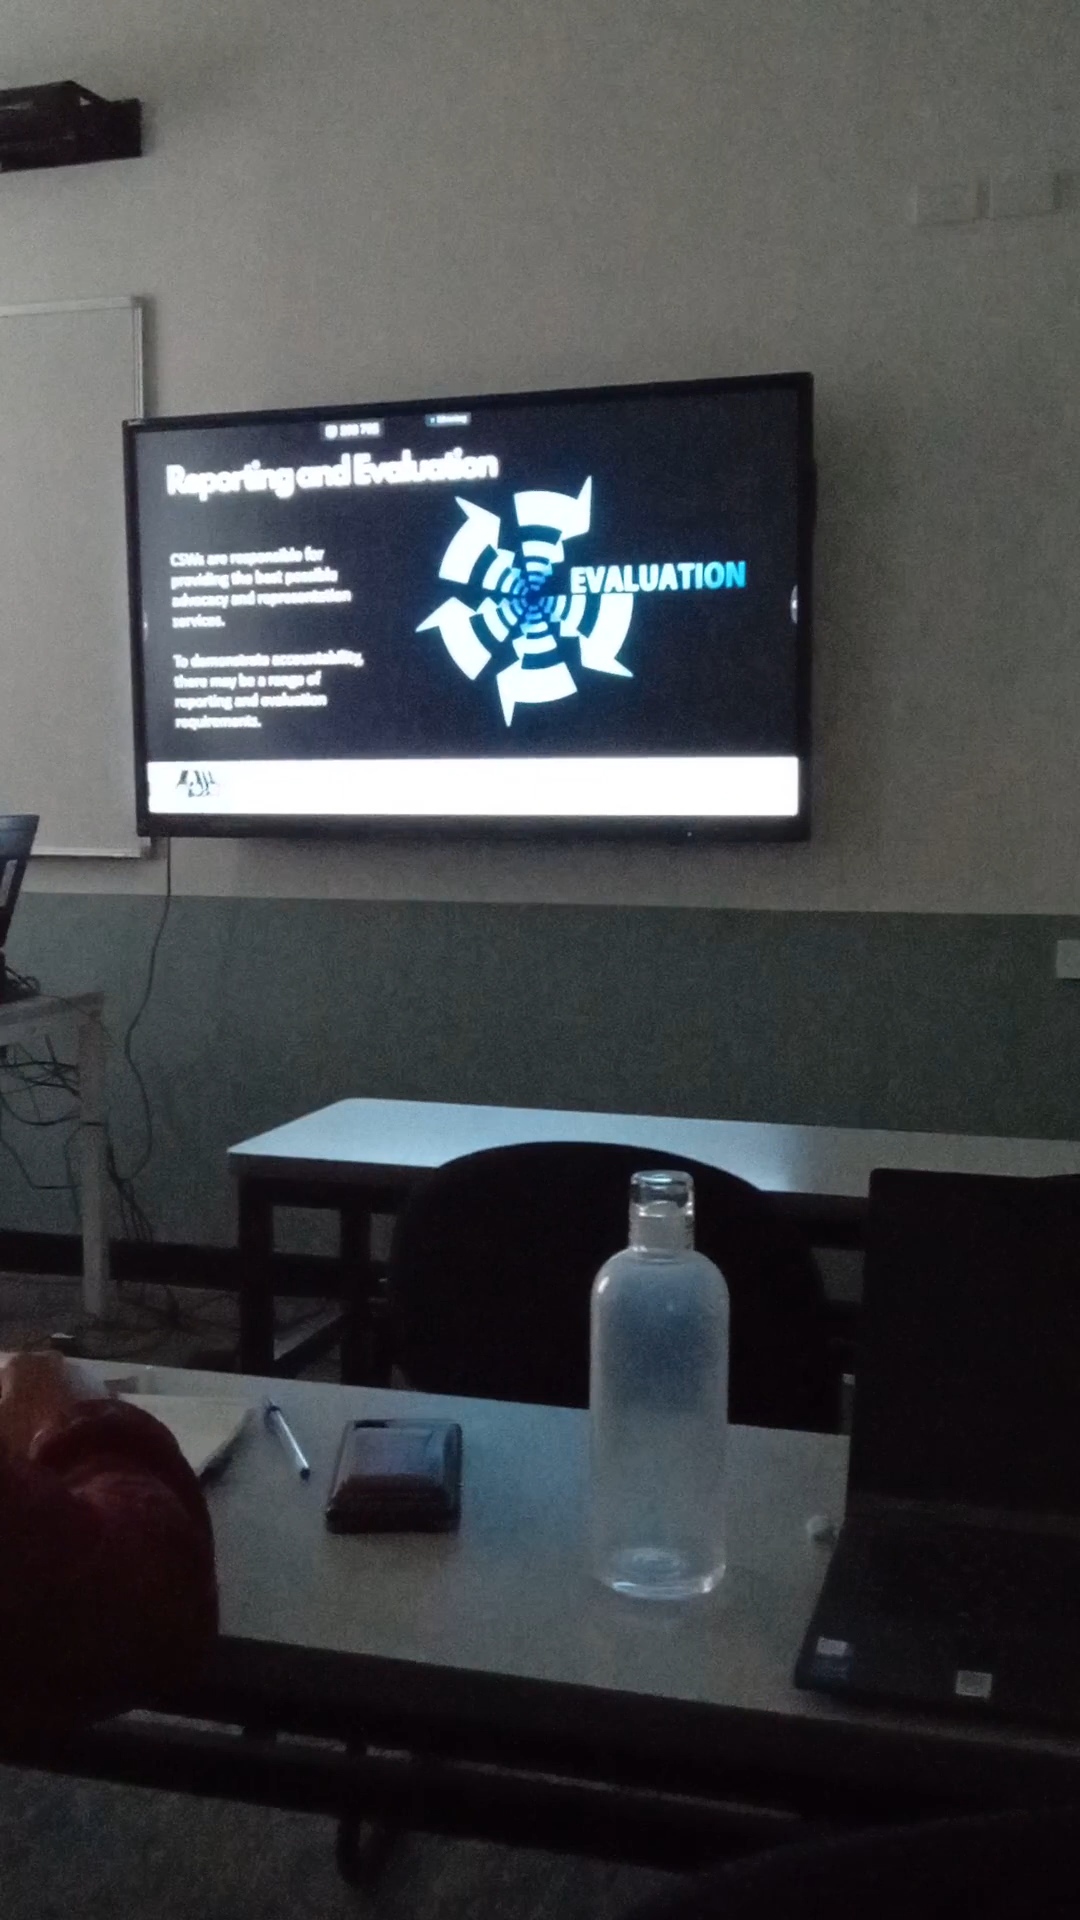 Reporting and Evaluation
CSWs are responsible for
providing the best possible
advocacy and representation
services.
To demonstrate accountability,
there may be a range of
reporting and evaluation
requirements.
EVALUATION